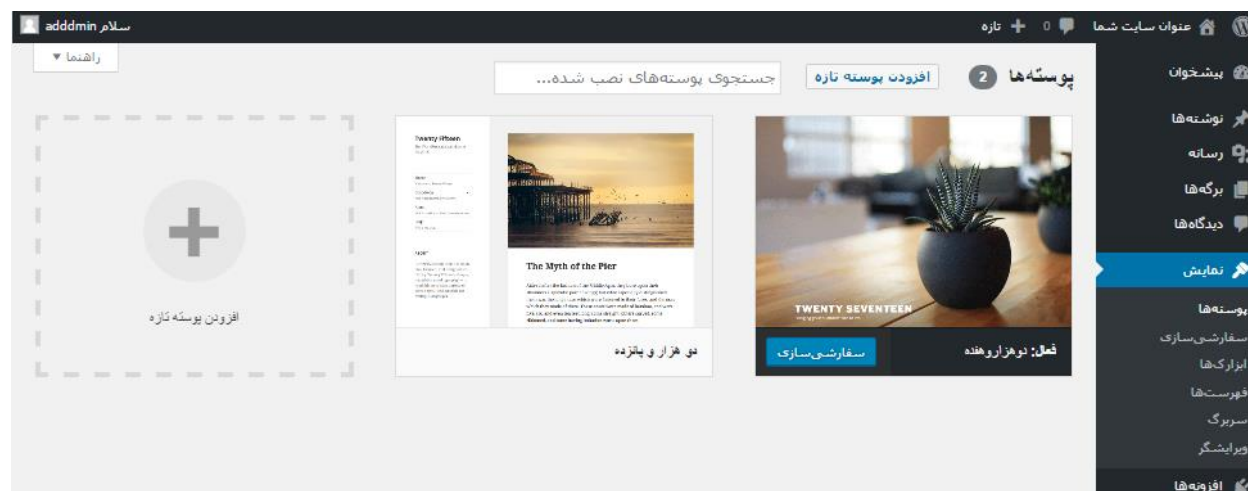 عنوان سایت شما
0
تازه
سلام adddmin
راهنما
پیشخوان
نوشته‌ها
رسانه
برگه‌ها
دیدگاه‌ها
نمایش
پوسته‌ها
سفارشی‌سازی
ابزارک‌ها
فهرست‌ها
سربرگ
ویرایشگر
افزونه‌ها
پوسته‌ها 2
افزودن پوسته تازه
جستجوی پوسته‌های نصب شده...
TWENTY SEVENTEEN
فعال: دوهزاروهفده
سفارشی‌سازی
Twenty Fifteen
The Myth of the Pier
دو هزار و پانزده
افزودن پوسته تازه